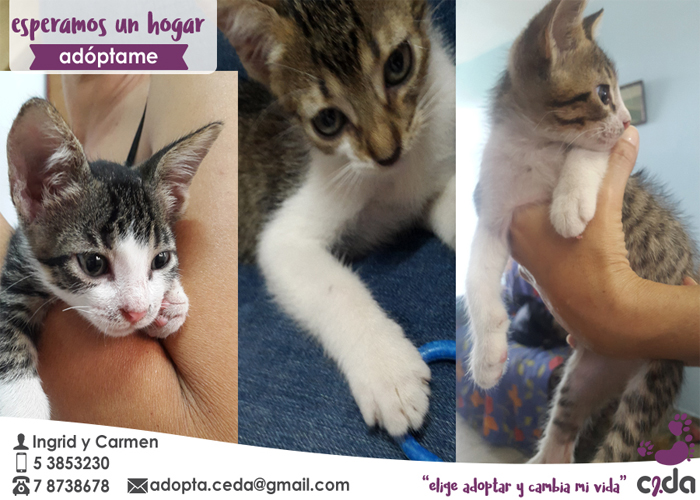 esperamos un hogar
adóptame
Ingrid y Carmen
5 3853230
7 8738678
adopta.ceda@gmail.com
“elige adoptar y cambia mi vida”
ceda